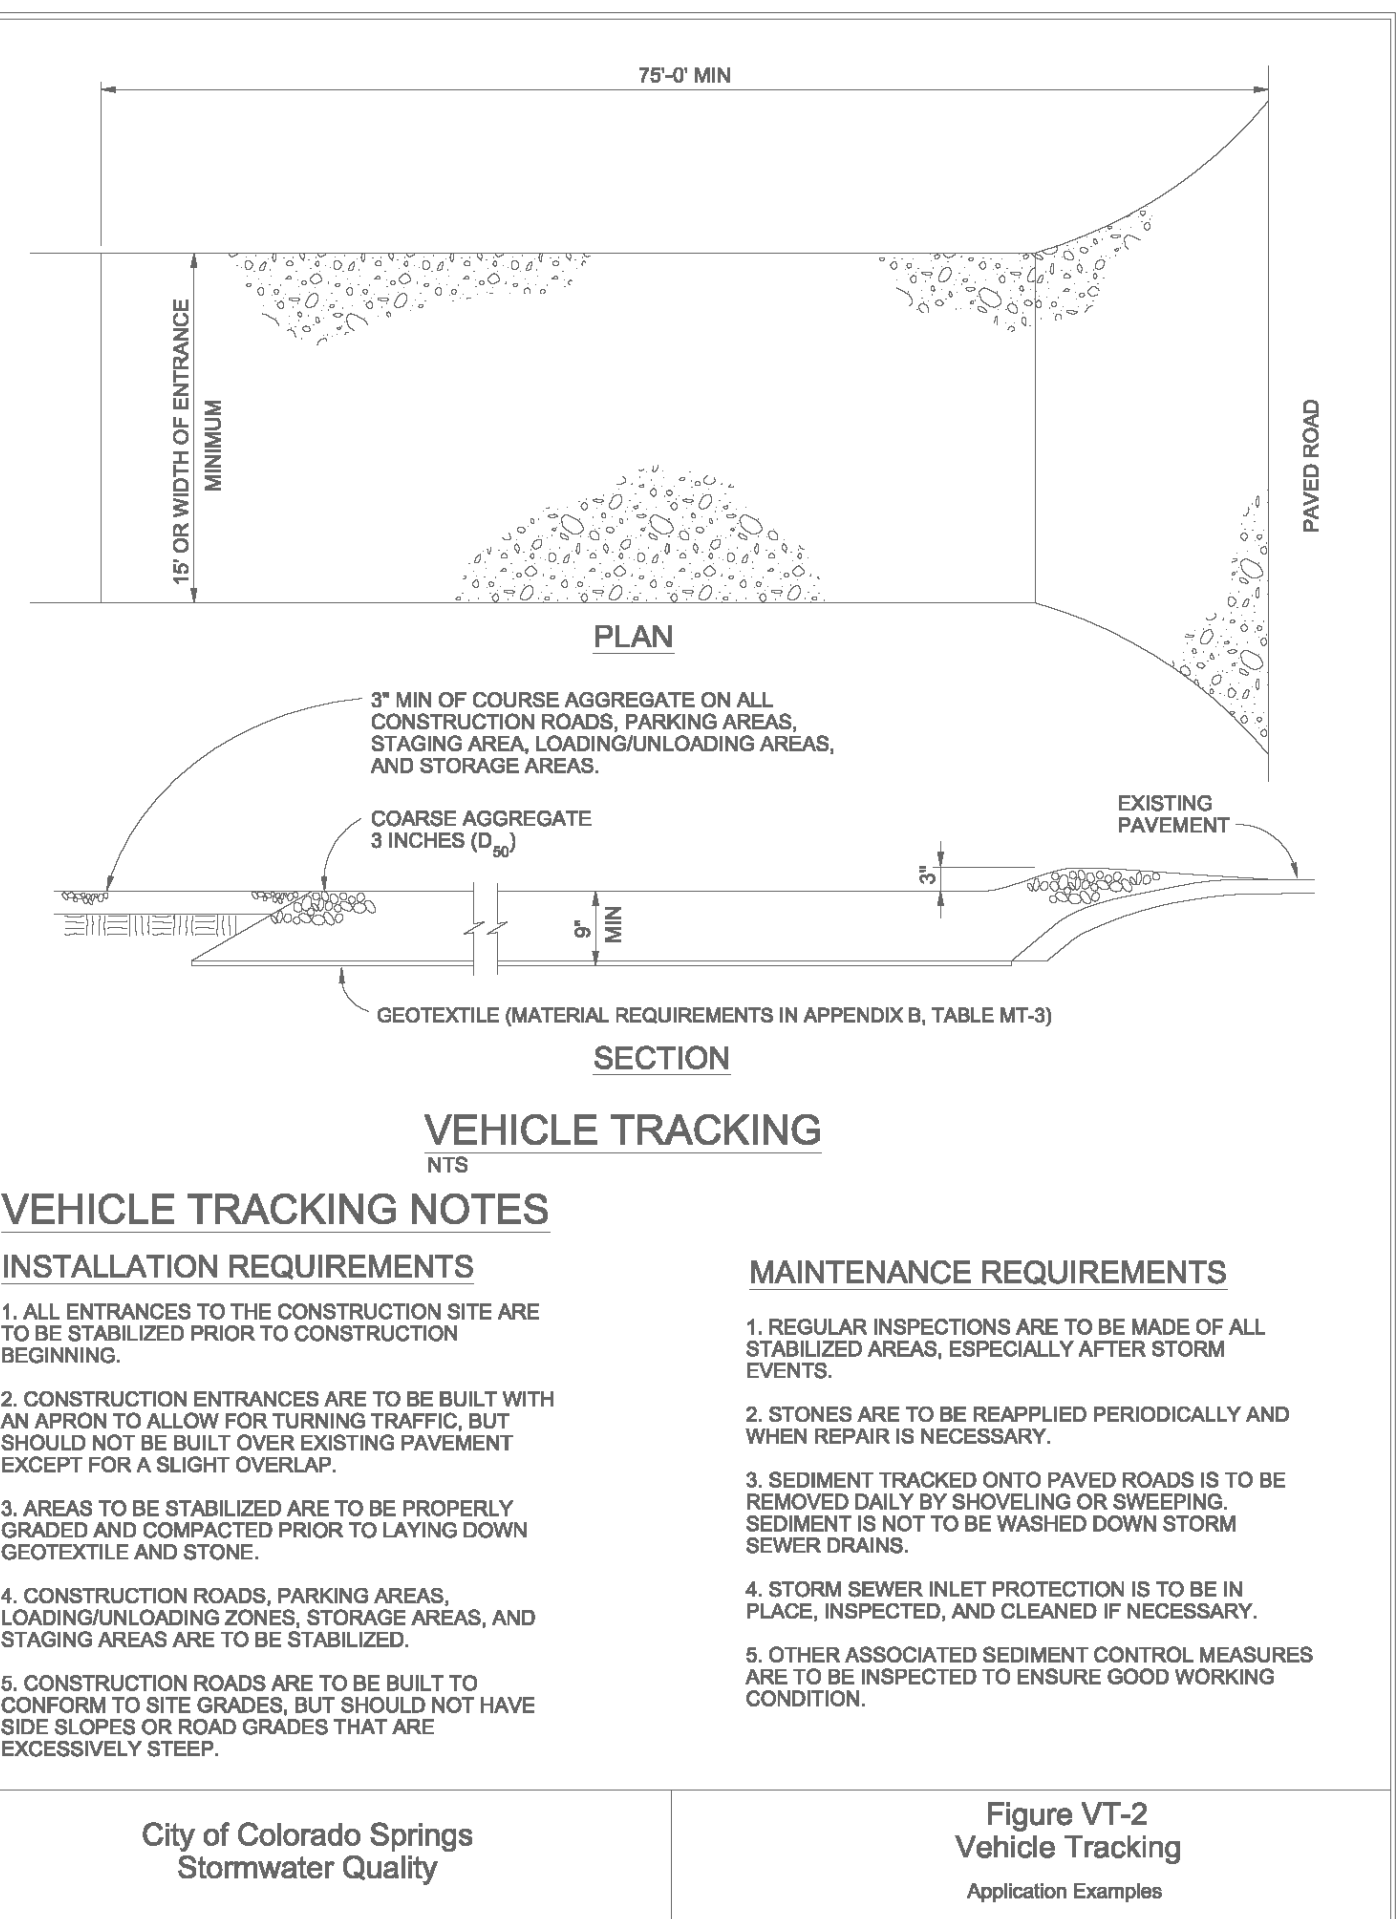 75'-0' MIN
15' OR WIDTH OF ENTRANCE
MINIMUM
PAVED ROAD
PLAN
3" MIN OF COURSE AGGREGATE ON ALL
CONSTRUCTION ROADS, PARKING AREAS,
STAGING AREA, LOADING/UNLOADING AREAS,
AND STORAGE AREAS.
COARSE AGGREGATE
3 INCHES (D50)
EXISTING
PAVEMENT
3"
9"
MIN
GEOTEXTILE (MATERIAL REQUIREMENTS IN APPENDIX B, TABLE MT-3)
SECTION
VEHICLE TRACKING
NTS
VEHICLE TRACKING NOTES
INSTALLATION REQUIREMENTS
1. ALL ENTRANCES TO THE CONSTRUCTION SITE ARE
TO BE STABILIZED PRIOR TO CONSTRUCTION
BEGINNING.
2. CONSTRUCTION ENTRANCES ARE TO BE BUILT WITH
AN APRON TO ALLOW FOR TURNING TRAFFIC, BUT
SHOULD NOT BE BUILT OVER EXISTING PAVEMENT
EXCEPT FOR A SLIGHT OVERLAP.
3. AREAS TO BE STABILIZED ARE TO BE PROPERLY
GRADED AND COMPACTED PRIOR TO LAYING DOWN
GEOTEXTILE AND STONE.
4. CONSTRUCTION ROADS, PARKING AREAS,
LOADING/UNLOADING ZONES, STORAGE AREAS, AND
STAGING AREAS ARE TO BE STABILIZED.
5. CONSTRUCTION ROADS ARE TO BE BUILT TO
CONFORM TO SITE GRADES, BUT SHOULD NOT HAVE
SIDE SLOPES OR ROAD GRADES THAT ARE
EXCESSIVELY STEEP.
MAINTENANCE REQUIREMENTS
1. REGULAR INSPECTIONS ARE TO BE MADE OF ALL
STABILIZED AREAS, ESPECIALLY AFTER STORM
EVENTS.
2. STONES ARE TO BE REAPPLIED PERIODICALLY AND
WHEN REPAIR IS NECESSARY.
3. SEDIMENT TRACKED ONTO PAVED ROADS IS TO BE
REMOVED DAILY BY SHOVELING OR SWEEPING.
SEDIMENT IS NOT TO BE WASHED DOWN STORM
SEWER DRAINS.
4. STORM SEWER INLET PROTECTION IS TO BE IN
PLACE, INSPECTED, AND CLEANED IF NECESSARY.
5. OTHER ASSOCIATED SEDIMENT CONTROL MEASURES
ARE TO BE INSPECTED TO ENSURE GOOD WORKING
CONDITION.
City of Colorado Springs
Stormwater Quality
Figure VT-2
Vehicle Tracking
Application Examples